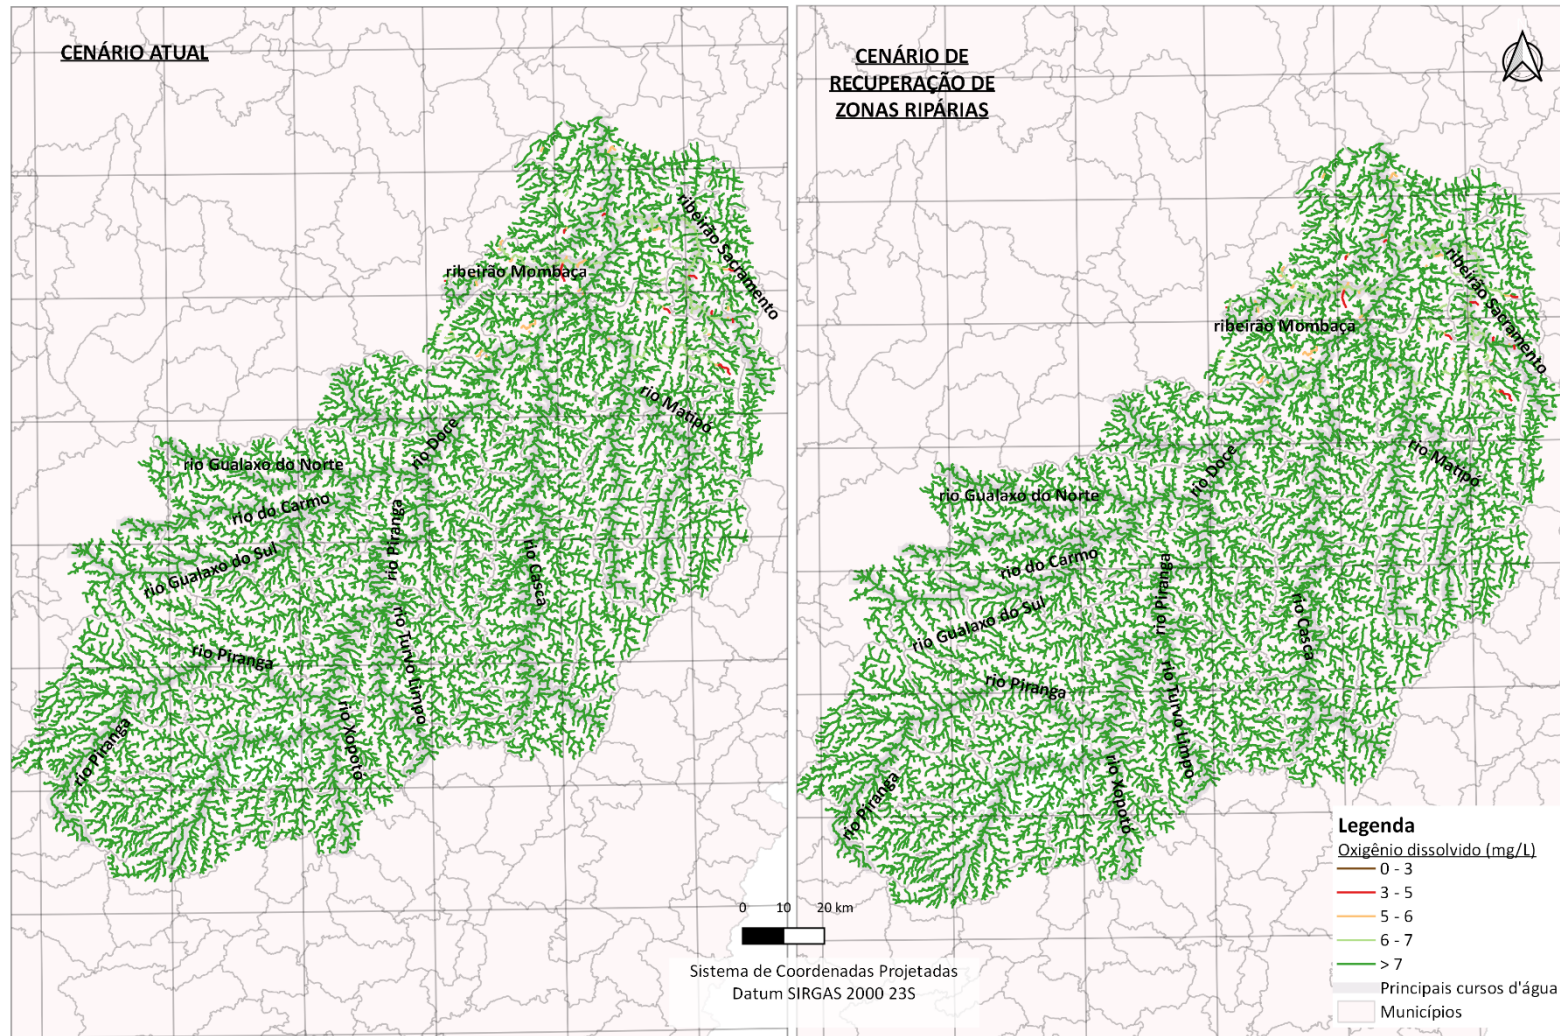 CENÁRIO ATUAL
ribeirão Sacramento
ribeirão Mombaça
rio Matipó
rio Doce
rio Gualaxo do Norte
rio do Carmo
rio Piranga
rio Gualaxo do Sul
rio Casca
rio Turvo Limpo
rio Piranga
rio Xopotó
rio Piranga
CENÁRIO DE
RECUPERAÇÃO DE
ZONAS RIPÁRIAS
ribeirão Sacramento
ribeirão Mombaça
rio Matipó
rio Doce
rio Gualaxo do Norte
rio do Carmo
rio Piranga
rio Gualaxo do Sul
rio Casca
rio Piranga
rio Turvo Limpo
rio Xopotó
rio Piranga
0 10 20 km
Sistema de Coordenadas Projetadas
Datum SIRGAS 2000 23S
Legenda
Oxigênio dissolvido (mg/L)
0 - 3
3 - 5
5 - 6
6 - 7
> 7
Principais cursos d'água
Municípios